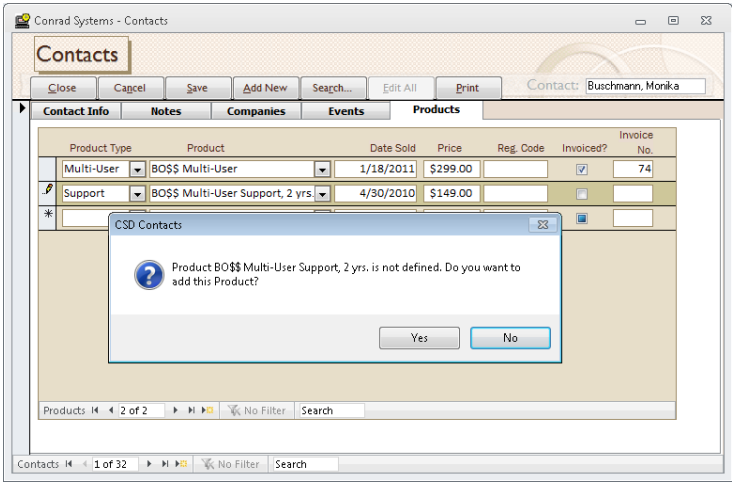 Conrad Systems - Contacts
Contacts
Close Cancel Save Add New Search... Edit All Print Contact: Buschmann, Monika
Contact Info Notes Companies Events Products
Product Type Product Date Sold Price Reg. Code Invoiced? Invoice No.
Multi-User BO$$ Multi-User 1/18/2011 $299.00 74
Support BO$$ Multi-User Support, 2 yrs. 4/30/2010 $149.00
CSD Contacts
Product BO$$ Multi-User Support, 2 yrs. is not defined. Do you want to
add this Product?
Yes No
Products 2 of 2 No Filter Search
Contacts 1 of 32 No Filter Search